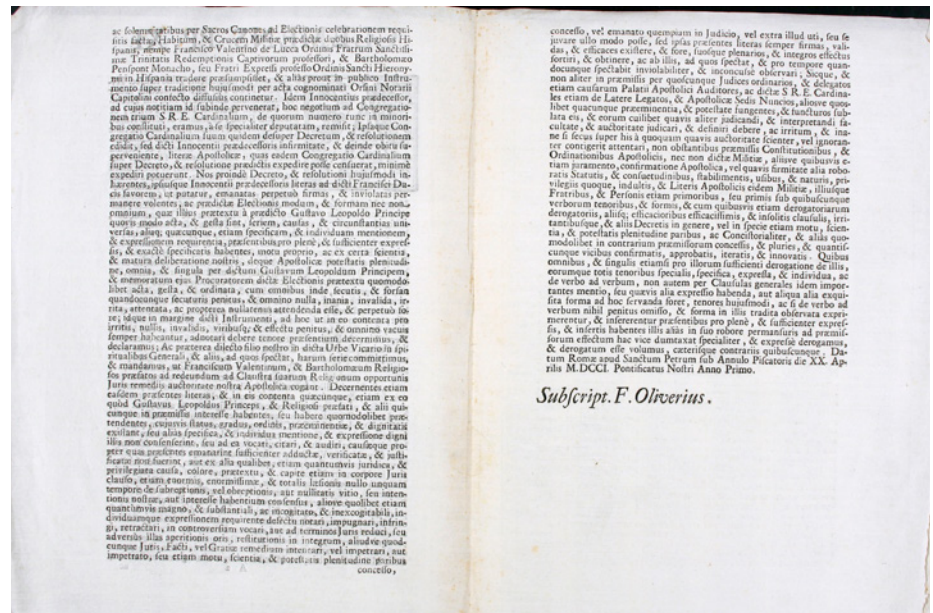 ac solemnitatibus per Sacros Canones ad Electionis celebrationem requi-
sitis factæ, Habitum, & Crucem Militiæ prædictæ duobus Religiosis Hi-
spanis, nempe Francisco Valentino de Lucca Ordinis Fratrum Sanctissi-
mæ Trinitatis Redemptionis Captivorum professori, & Bartholomæo
Penspont Monacho, seu Fratri Expressi professo Ordinis Sancti Hierony-
mi in Hispania tradere præsumpsisset, & aliàs prout in publico Instru-
mento super traditione hujusmodi per acta cognominati Orsini Notarii
Capitolini confecto diffusiùs continetur. Idem Innocentius prædecessor,
ad cujus notitiam id subinde pervenerat, hoc negotium ad Congregatio-
nem trium S.R.E. Cardinalium, de quorum numero tunc in minori-
bus constituti, eramus, à se specialiter deputatam, remisit; Ipsaque Con-
gregatio Cardinalium suum quidem desuper Decretum, & resolutionem
edidit, sed dicti Innocentii prædecessoris infirmitate, & deinde obitu su-
perveniente, literæ Apostolicæ, quas eadem Congregatio Cardinalium
super Decreto, & resolutione prædictis expedire posse censuerat, minimè
expediri potuerunt. Nos proindè Decreto, & resolutioni hujusmodi in-
hærentes, ipsiusque Innocentii prædecessoris literas ad dicti Francisci Du-
cis favorem, ut putatur, emanatas perpetuò firmas, & inviolatas per-
manere volentes, ac prædictæ Electionis modum, & formam nec non
omnium, quæ illius prætextu à prædicto Gustavo Leopoldo Principe
quovis modo acta, & gesta sint, seriem, causas, & circumstantias uni-
versas, aliaq; quæcunque, etiam specificam, & individuam mentionem,
& expressionem requirentia, præsentibus pro plenè, & sufficienter expres-
sis, & exactè specificatis habentes, motu proprio, ac ex certa scientia,
& matura deliberatione nostris, deque Apostolicæ potestatis plenitudi-
ne, omnia, & singula per dictum Gustavum Leopoldum Principem,
& memoratum ejus Procuratorem dictæ Electionis prætextu quomodo-
libet acta, gesta, & ordinata, cum omnibus inde secutis, & forsan
quandocunque secuturis penitus, & omnino nulla, inania, invalida, ir-
rita, attentata, ac propterea nullatenus attendenda esse, & perpetuò fo-
re; idque in margine dicti Instrumenti, ad hoc ut in eo contenta pro
irritis, nullis, invalidis, viribusq; & effectu penitus, & omnino vacuis
semper habeantur, adnotari debere tenore præsentium decernimus, &
declaramus; Ac præterea dilecto filio nostro in dicta Urbe Vicario in spi-
ritualibus Generali, & aliis, ad quos spectat, harum serie committimus,
& mandamus, ut Franciscum Valentinum, & Bartholomæum Religio-
sos præfatos ad redeundum ad Claustra suarum Religionum opportunis
Juris remediis auctoritate nostra Apostolica cogant. Decernentes etiam
easdem præsentes literas, & in eis contenta quæcunque, etiam ex eo
quòd Gustavus Leopoldus Princeps, & Religiosi præfati, & alii qui-
cunque in præmissis interesse habentes, seu habere quomodolibet præ-
tendentes, cujusvis status, gradus, ordinis, præeminentiæ, & dignitatis
existant, seu aliàs specifica, & individua mentione, & expressione digni
illis non consenserint, seu ad ea vocati, citati, & auditi, causæque pro-
pter quas præsentes emanarint sufficienter adductæ, verificatæ, & justi-
ficatæ non fuerint, aut ex alia qualibet, etiam quantumvis juridica, &
privilegiata causa, colore, prætextu, & capite etiam in corpore Juris
clauso, etiam enormis, enormissimæ, & totalis læsionis nullo unquam
tempore de subreptionis, vel obreptionis, aut nullitatis vitio, seu inten-
tionis nostræ, aut interesse habentium consensus, aliove quolibet etiam
quantumvis magno, & substantiali, ac incogitato, & inexcogitabili, in-
dividuamque expressionem requirente defectu notari, impugnari, infrin-
gi, retractari, in controversiam vocari, aut ad terminos Juris reduci, seu
adversùs illas aperitionis oris, restitutionis in integrum, aliudve quod-
cunque Juris, Facti, vel Gratiæ remedium intentari, vel impetrari, aut
impetrato, seu etiam motu, scientia, & potestatis plenitudine paribus
concesso,
concesso, vel emanato quempiam in Judicio, vel extra illud uti, seu se
juvare ullo modo posse, sed ipsas præsentes literas semper firmas, vali-
das, & efficaces existere, & fore, suosque plenarios, & integros effectus
sortiri, & obtinere, ac ab illis, ad quos spectat, & pro tempore quan-
documque spectabit inviolabiliter, & inconcussè observari; Sicque, &
non aliter in præmissis per quoscunque Judices ordinarios, & delegatos
etiam causarum Palatii Apostolici Auditores, ac dictæ S R.E. Cardina-
les etiam de Latere Legatos, & Apostolicæ Sedis Nuncios, aliosve quos-
libet quacunque præeminentia, & potestate fungentes, & functuros sub-
lata eis, & eorum cuilibet quavis aliter judicandi, & interpretandi fa-
cultate, & auctoritate judicari, & definiri debere, ac irritum, & ina-
ne si secus super his à quoquam quavis auctoritate scienter, vel ignoran-
ter contigerit attentari, non obstantibus præmissis Constitutionibus, &
Ordinationibus Apostolicis, nec non dictæ Militiæ, aliisve quibusvis e-
tiam juramento, confirmatione Apostolica, vel quavis firmitate alia robo-
ratis Statutis, & consuetudinibus, stabilimentis, usibus, & naturis, pri-
vilegiis quoque, indultis, & Literis Apostolicis eidem Militiæ, illiusque
Fratribus, & Personis etiam primoribus, seu primis sub quibuscunque
verborum tenoribus, & formis, & cum quibusvis etiam derogatoriarum
derogatoriis, aliisq; efficacioribus efficacissimis, & insolitis clausulis, irri-
tantibusque, & aliis Decretis in genere, vel in specie etiam motu, scien-
tia, & potestatis plenitudine paribus, ac Concistorialiter, & aliàs quo-
modolibet in contrarium præmissorum concessis, & pluries, & quantis-
cunque vicibus confirmatis, approbatis, iteratis, & innovatis. Quibus
omnibus, & singulis etiamsi pro illorum sufficienti derogatione de illis,
eorumque totis tenoribus specialis, specifica, expressa, & individua, ac
de verbo ad verbum, non autem per Clausulas generales idem impor-
tantes mentio, seu quævis alia expressio habenda, aut aliqua alia exqui-
sita forma ad hoc servanda foret, tenores hujusmodi, ac si de verbo ad
verbum nihil penitus omisso, & forma in illis tradita observata expri-
merentur, & insererentur præsentibus pro plenè, & sufficienter expres-
sis, & insertis habentes illis aliàs in suo robore permansuris ad præmis-
sorum effectum hac vice dumtaxat specialiter, & expressè derogamus,
& derogatum esse volumus, cæterisque contrariis quibuscunque. Da-
tum Romæ apud Sanctum Petrum sub Annulo Piscatoris die XX. Ap-
rilis M.DCCI. Pontificatus Nostri Anno Primo.
Subscript. F. Oliverius.